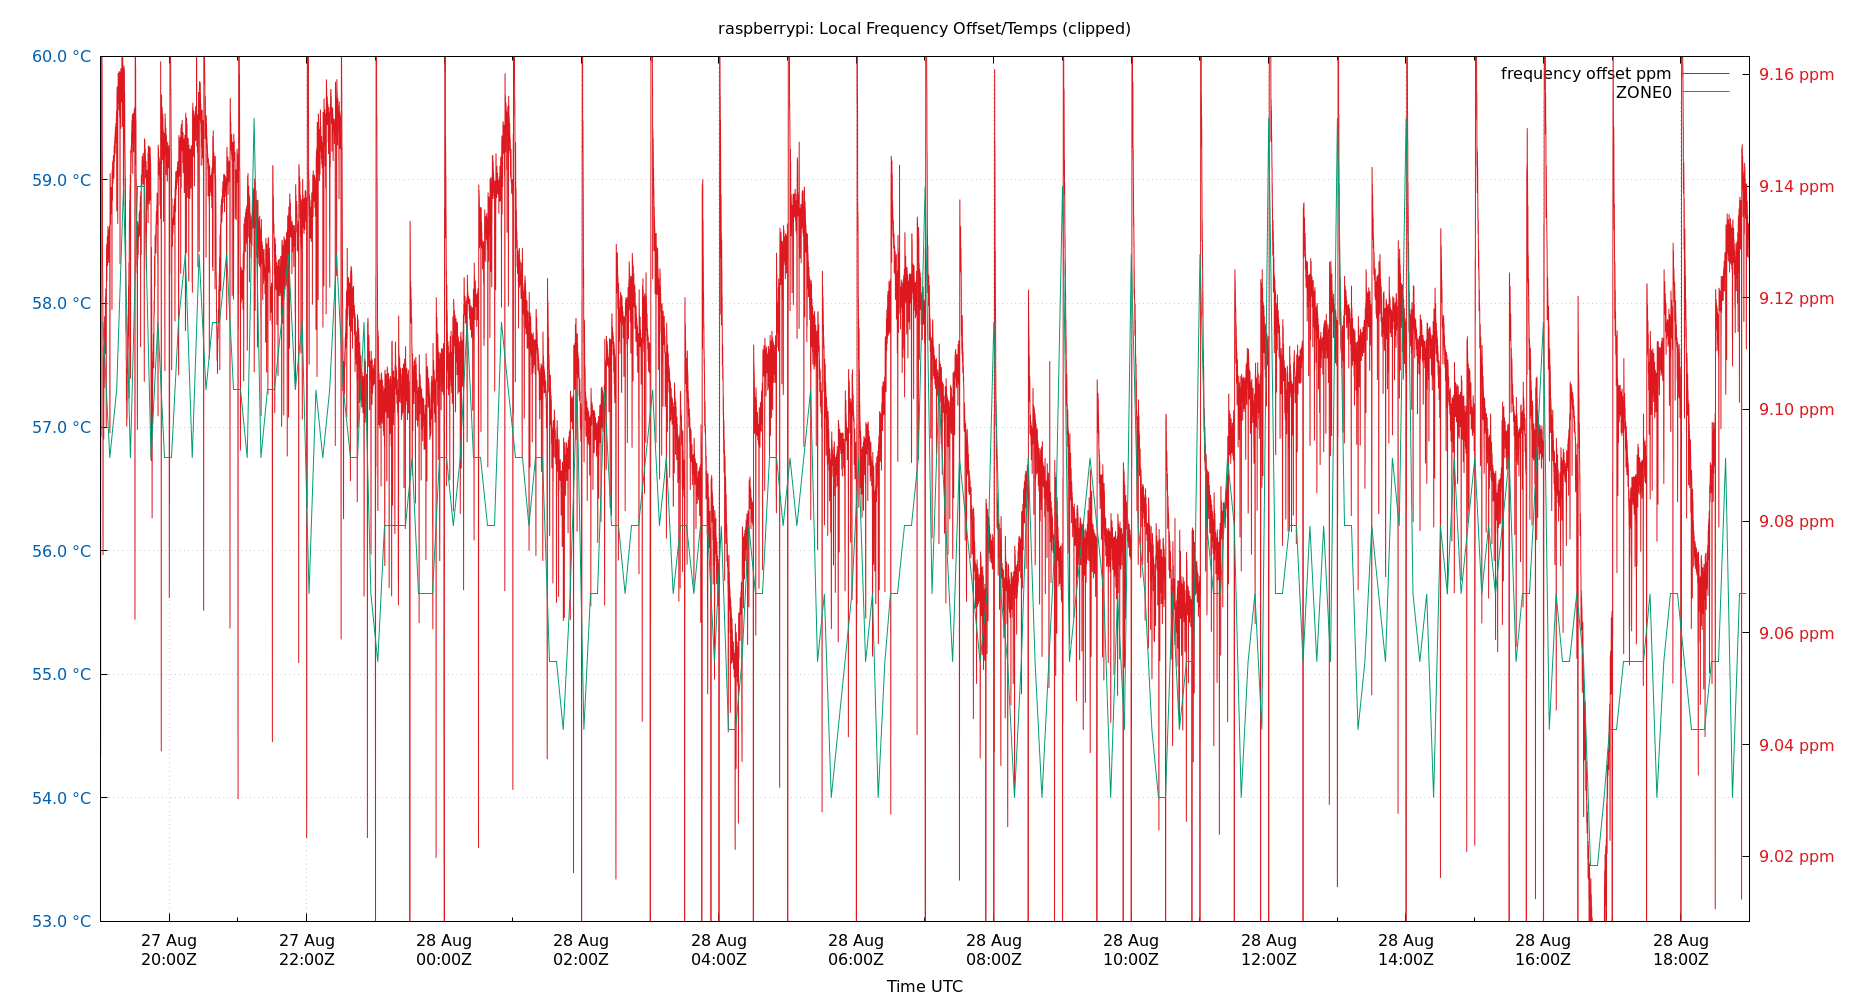 raspberrypi: Local Frequency Offset/Temps (clipped)
60.0 °C
59.0 °C
58.0 °C
57.0 °C
56.0 °C
55.0 °C
54.0 °C
53.0 °C
frequency offset ppm
ZONE0
9.16 ppm
9.14 ppm
9.12 ppm
9.10 ppm
9.08 ppm
9.06 ppm
9.04 ppm
9.02 ppm
27 Aug
20:00Z
27 Aug
22:00Z
28 Aug
00:00Z
28 Aug
02:00Z
28 Aug
04:00Z
28 Aug
06:00Z
28 Aug
08:00Z
28 Aug
10:00Z
28 Aug
12:00Z
28 Aug
14:00Z
28 Aug
16:00Z
28 Aug
18:00Z
Time UTC